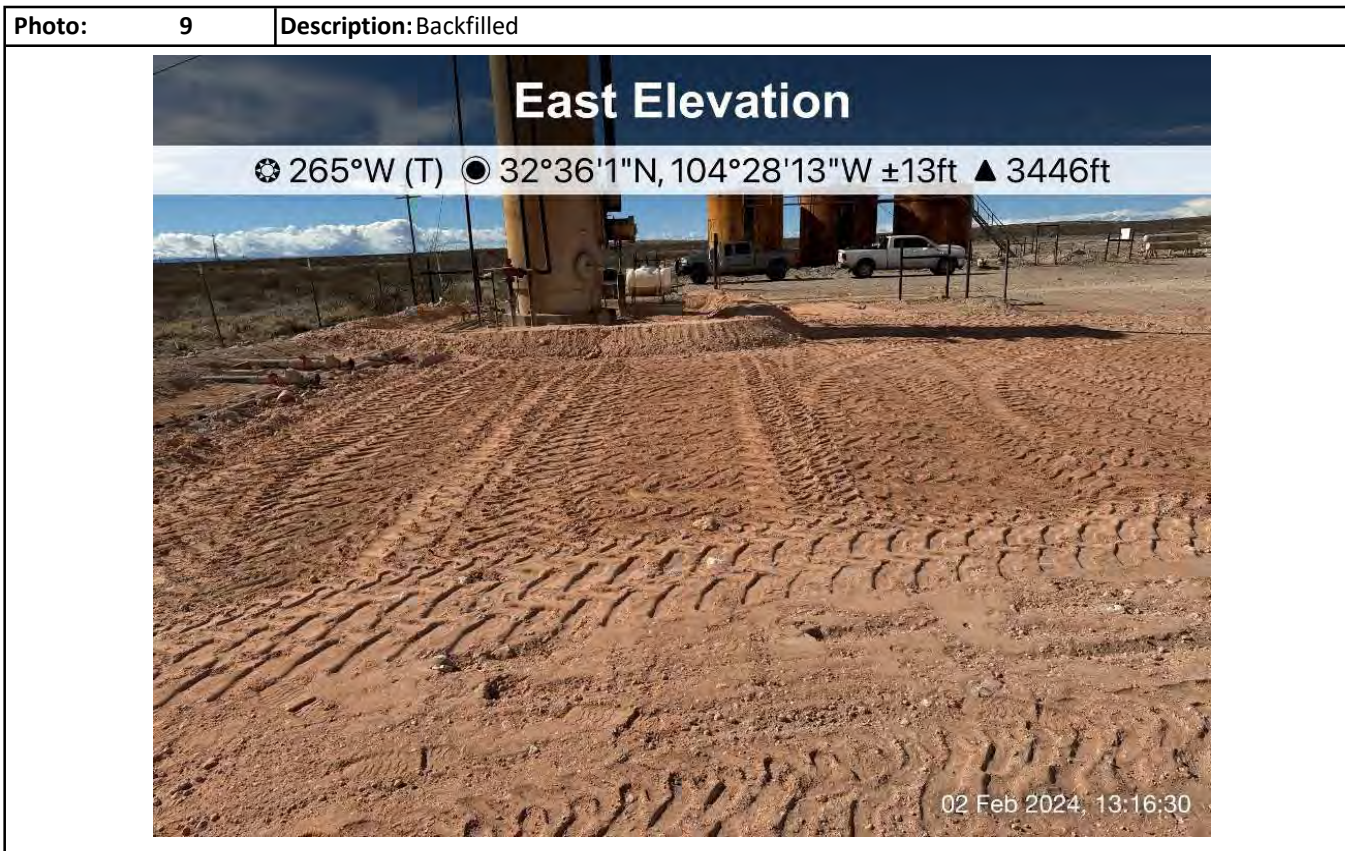 Photo: 9 Description: Backfilled
East Elevation
265°W (T) 32°36'1"N, 104°28'13"W ±13ft ▲ 3446ft
02 Feb 2024, 13:16:30